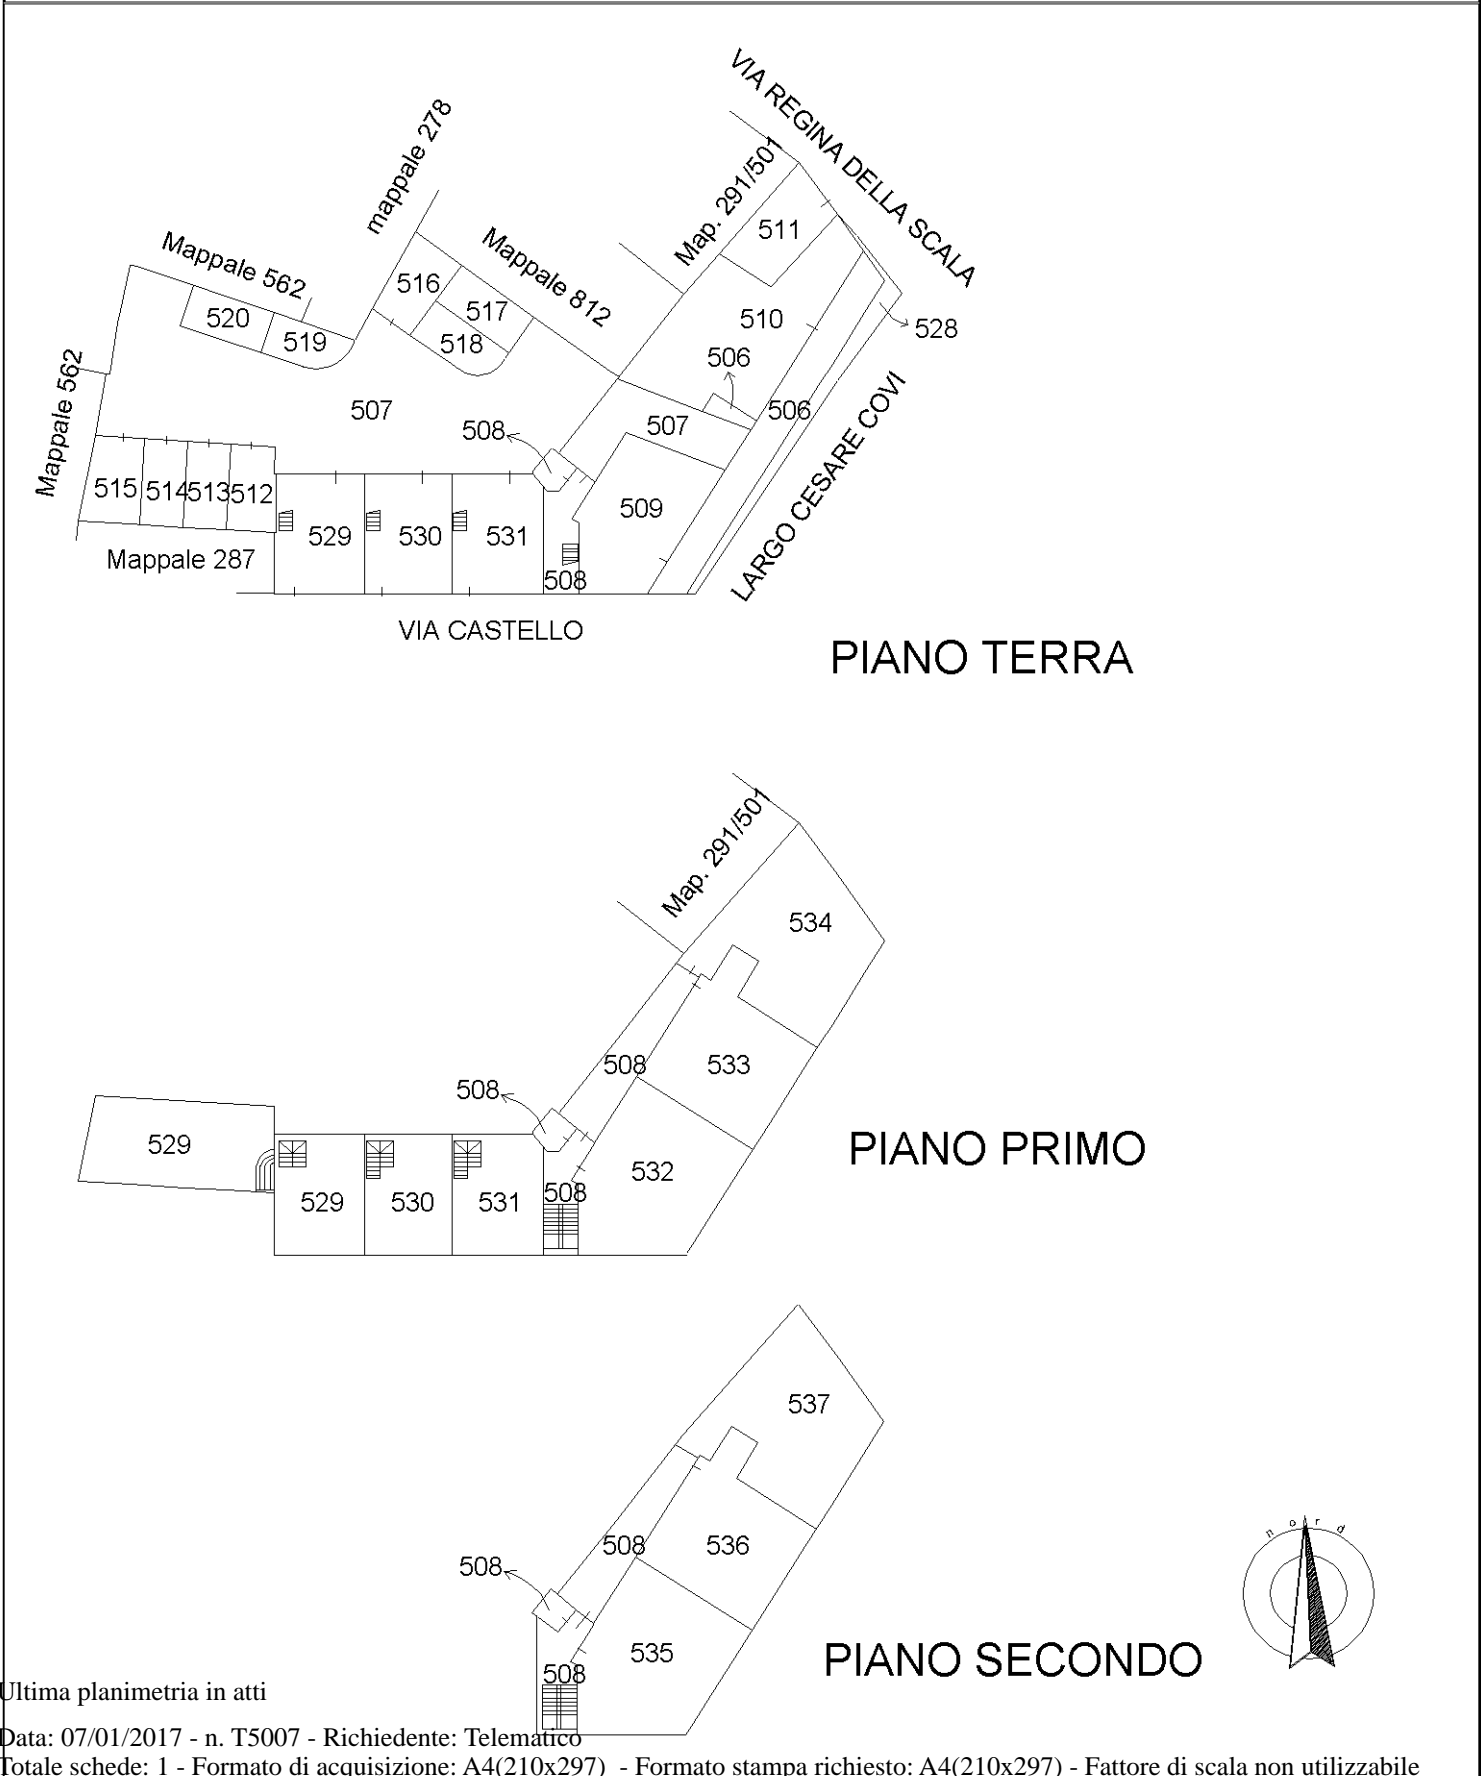 VIA REGINA DELLA SCALA
mappale 278
Map. 291/501
511
Mappale 562
Mappale 812
516
517
518
520
519
510
528
506
506
Mappale 562
507
507
508
LARGO CESARE COVI
515
514
513
512
509
529
530
531
Mappale 287
508
VIA CASTELLO
PIANO TERRA
Map. 291/501
534
508
533
508
529
PIANO PRIMO
532
508
529
530
531
537
508
536
508
nord
535
PIANO SECONDO
508
Ultima planimetria in atti
Data: 07/01/2017 - n. T5007 - Richiedente: Telematico
Totale schede: 1 - Formato di acquisizione: A4(210x297) - Formato stampa richiesto: A4(210x297) - Fattore di scala non utilizzabile